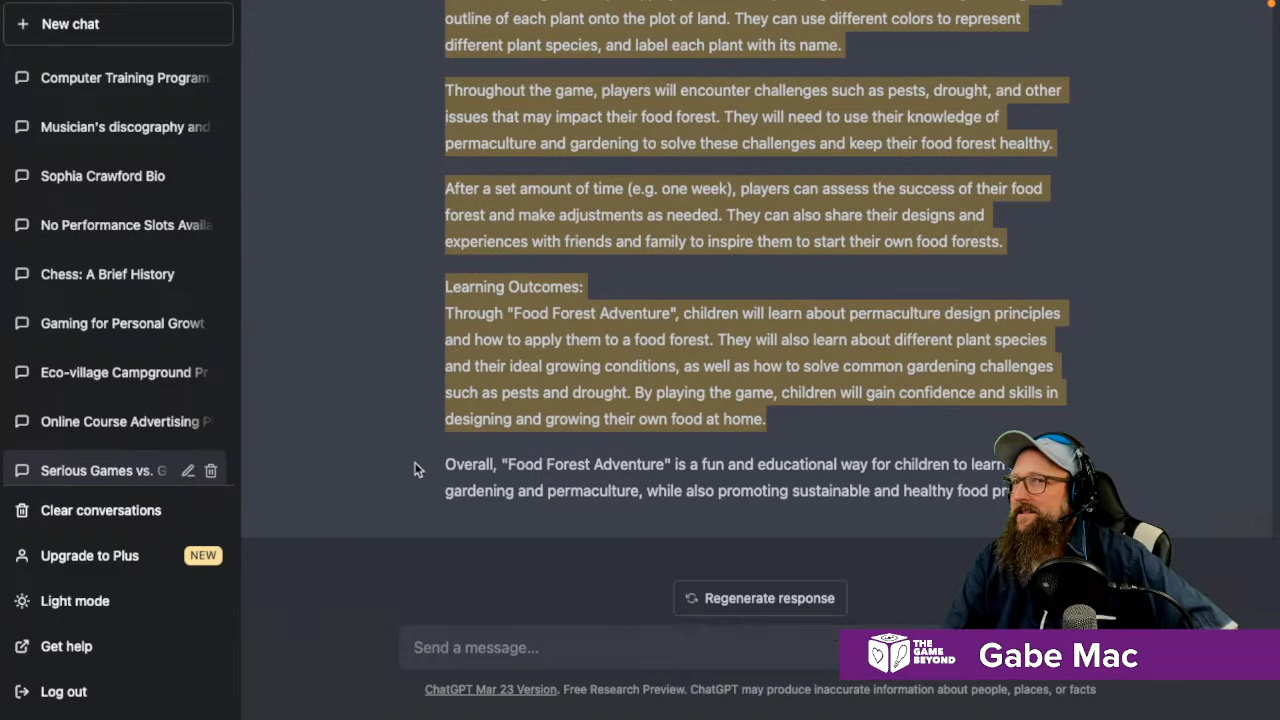 New chat
Computer Training Program
Musician's discography and
Sophia Crawford Bio
No Performance Slots Availa
Chess: A Brief History
Gaming for Personal Growt
Eco-village Campground Pr
Online Course Advertising P
Serious Games vs. G
Clear conversations
Upgrade to Plus NEW
Light mode
Get help
Log out
outline of each plant onto the plot of land. They can use different colors to represent
different plant species, and label each plant with its name.
Throughout the game, players will encounter challenges such as pests, drought, and other
issues that may impact their food forest. They will need to use their knowledge of
permaculture and gardening to solve these challenges and keep their food forest healthy.
After a set amount of time (e.g. one week), players can assess the success of their food
forest and make adjustments as needed. They can also share their designs and
experiences with friends and family to inspire them to start their own food forests.
Learning Outcomes:
Through "Food Forest Adventure", children will learn about permaculture design principles
and how to apply them to a food forest. They will also learn about different plant species
and their ideal growing conditions, as well as how to solve common gardening challenges
such as pests and drought. By playing the game, children will gain confidence and skills in
designing and growing their own food at home.
Overall, "Food Forest Adventure" is a fun and educational way for children to learn
gardening and permaculture, while also promoting sustainable and healthy food pr
Regenerate response
Send a message...
THE
GAME
BEYOND
Gabe Mac
ChatGPT Mar 23 Version. Free Research Preview. ChatGPT may produce inaccurate information about people, places, or facts